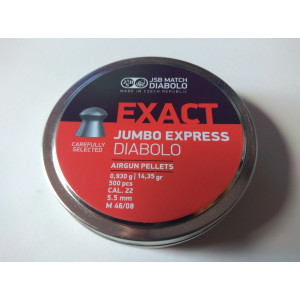 JSB MATCH
DIABOLO
MADE IN CZECH REPUBLIC
EXACT
JUMBO EXPRESS
DIABOLO
CAREFULLY
SELECTED
AIRGUN PELLETS
0,930 g | 14,35 gr
500 pcs
CAL. 22
5.5 mm
M 46/08